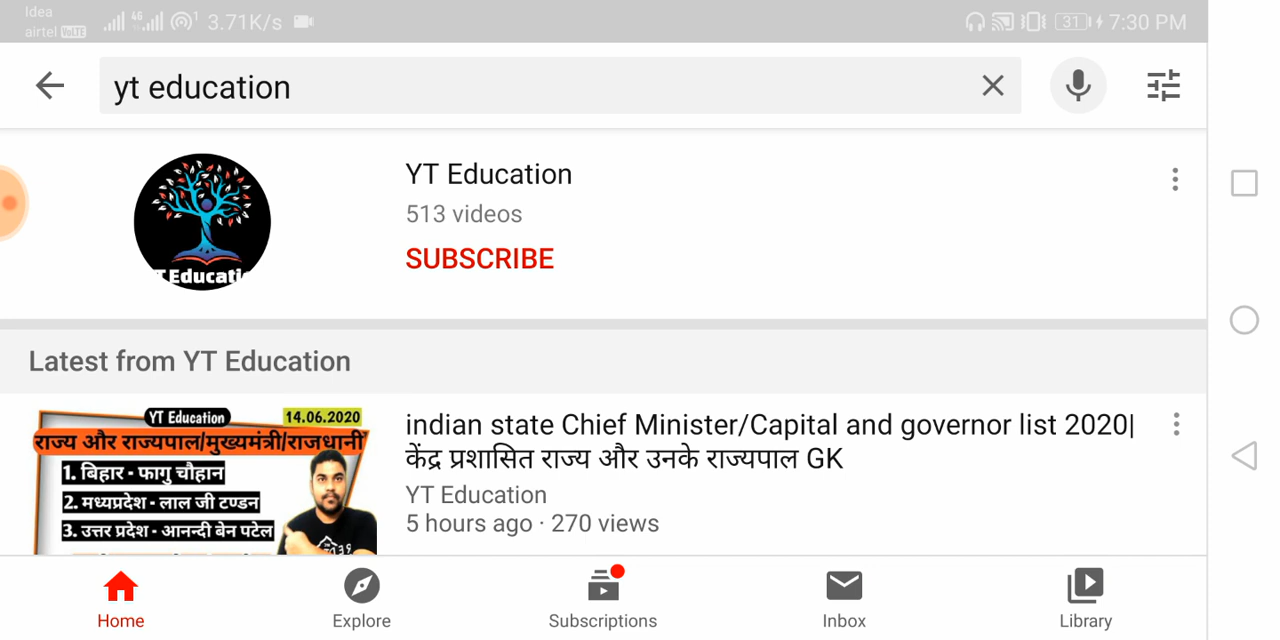 Idea
airtel VoLTE
4G
1
3.71K/s
31
7:30 PM
yt education
YT Education
513 videos
SUBSCRIBE
T Educati
Latest from YT Education
YT Education
14.06.2020
राज्य और राज्यपाल/मुख्यमंत्री/राजधानी
1. बिहार - फागु चौहान
2. मध्यप्रदेश - लाल जी टण्डन
3. उत्तर प्रदेश - आनन्दी बेन पटेल
indian state Chief Minister/Capital and governor list 2020|
केंद्र प्रशासित राज्य और उनके राज्यपाल GK
YT Education
5 hours ago · 270 views
Home
Explore
Subscriptions
Inbox
Library